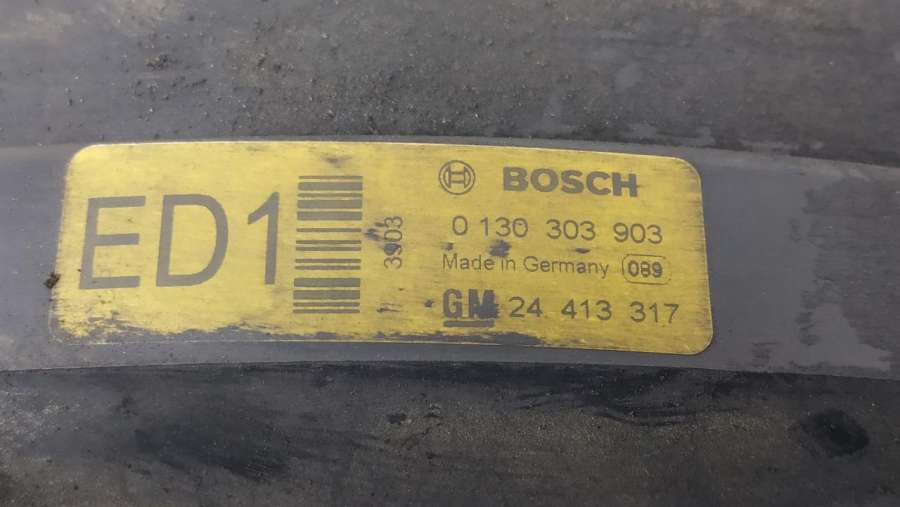 ED1
3903
BOSCH
0 130 303 903
Made in Germany 089
GM 24 413 317